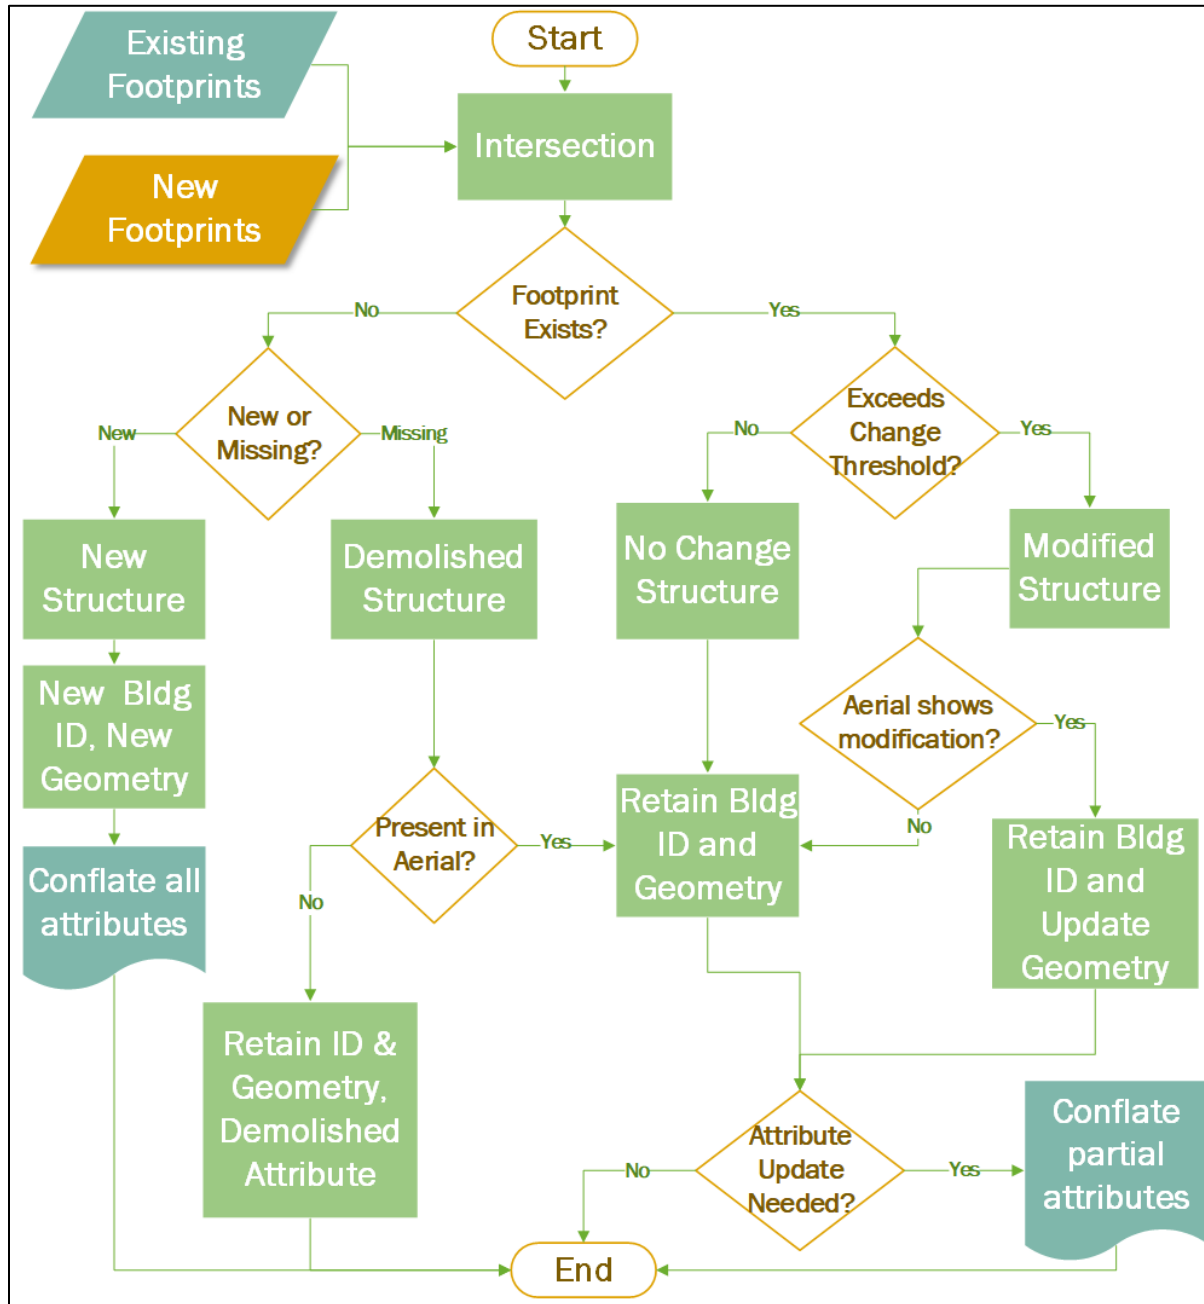 Existing
Footprints
Start
Intersection
New
Footprints
Footprint
Exists?
No
Yes
New or
Missing?
New
Missing
Exceeds
Change
Threshold?
No
Yes
New
Structure
Demolished
Structure
No Change
Structure
Modified
Structure
New  Bldg
ID, New
Geometry
Aerial shows
modification?
Yes
No
Present in
Aerial?
Yes
No
Retain Bldg
ID and
Geometry
Retain Bldg
ID and
Update
Geometry
Conflate all
attributes
Retain ID &
Geometry,
Demolished
Attribute
Attribute
Update
Needed?
No
Yes
Conflate
partial
attributes
End